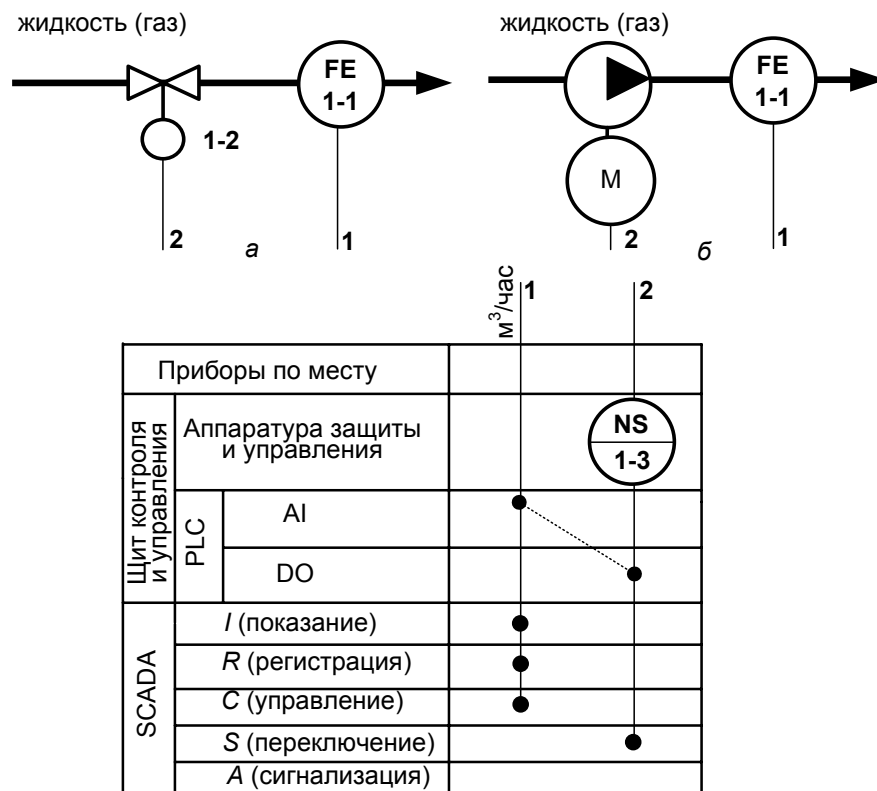 жидкость (газ)
FE
1-1
1-2
2
а
1
жидкость (газ)
FE
1-1
М
2
б
1
м³/час
1
2
Приборы по месту
Щит контроля
и управления
Аппаратура защиты
и управления
NS
1-3
PLC
AI
DO
SCADA
I (показание)
R (регистрация)
C (управление)
S (переключение)
A (сигнализация)